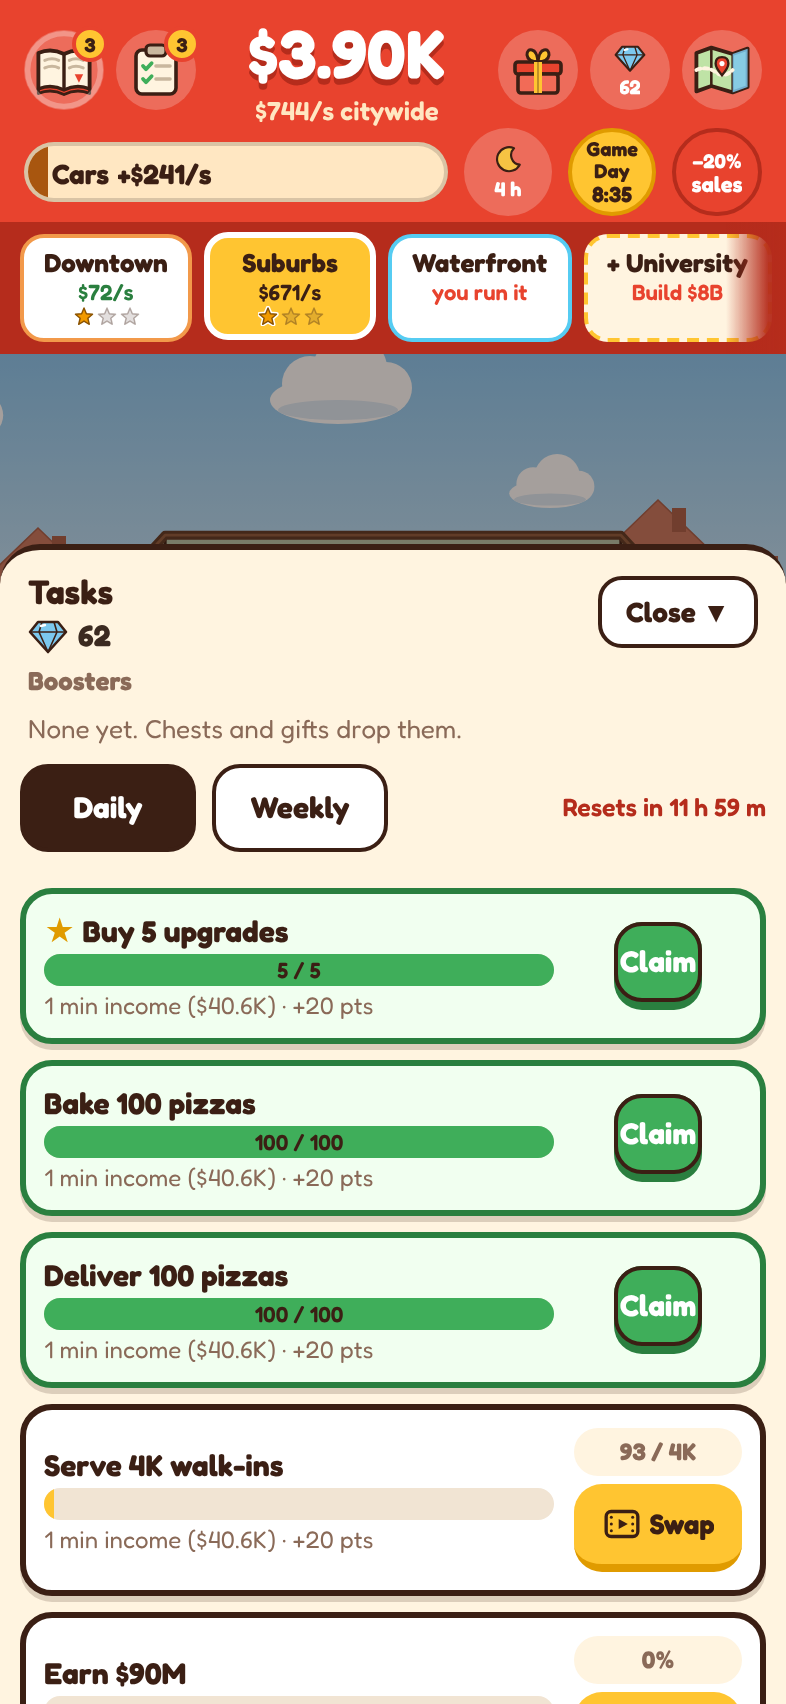 3
3
$3.90K
$744/s citywide
62
Cars +$241/s
4 h
Game
Day
8:35
−20%
sales
Downtown
$72/s
Suburbs
$671/s
Waterfront
you run it
+ University
Build $8B
Tasks
62
Close ▼
Boosters
None yet. Chests and gifts drop them.
Daily
Weekly
Resets in 11 h 59 m
★ Buy 5 upgrades
5 / 5
1 min income ($40.6K) · +20 pts
Claim
Bake 100 pizzas
100 / 100
1 min income ($40.6K) · +20 pts
Claim
Deliver 100 pizzas
100 / 100
1 min income ($40.6K) · +20 pts
Claim
Serve 4K walk-ins
1 min income ($40.6K) · +20 pts
93 / 4K
Swap
Earn $90M
0%